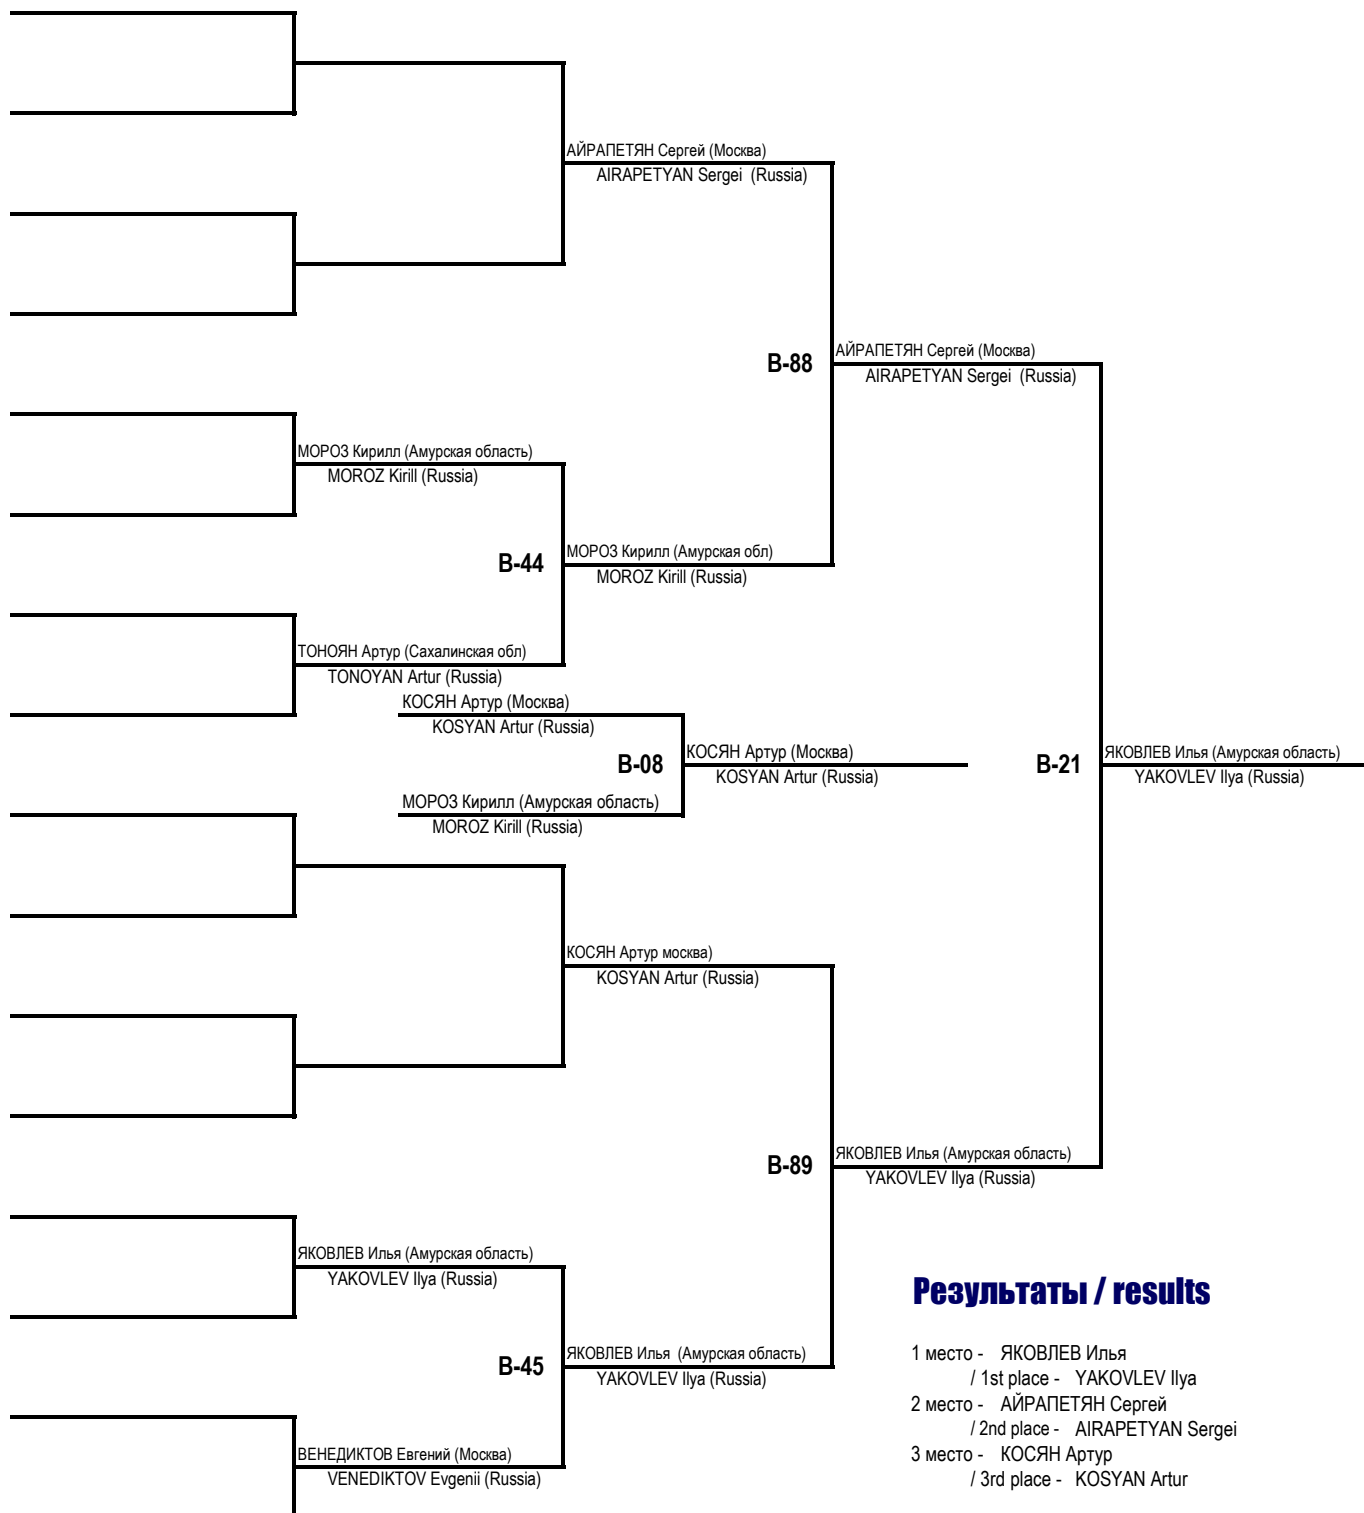 АЙРАПЕТЯН Сергей (Москва)
AIRAPETYAN Sergei (Russia)
B-88
АЙРАПЕТЯН Сергей (Москва)
AIRAPETYAN Sergei (Russia)
МОРОЗ Кирилл (Амурская область)
MOROZ Kirill (Russia)
B-44
МОРОЗ Кирилл (Амурская обл)
MOROZ Kirill (Russia)
ТОНОЯН Артур (Сахалинская обл)
TONOYAN Artur (Russia)
КОСЯН Артур (Москва)
KOSYAN Artur (Russia)
B-08
КОСЯН Артур (Москва)
KOSYAN Artur (Russia)
B-21
ЯКОВЛЕВ Илья (Амурская область)
YAKOVLEV Ilya (Russia)
МОРОЗ Кирилл (Амурская область)
MOROZ Kirill (Russia)
КОСЯН Артур москва)
KOSYAN Artur (Russia)
B-89
ЯКОВЛЕВ Илья (Амурская область)
YAKOVLEV Ilya (Russia)
ЯКОВЛЕВ Илья (Амурская область)
YAKOVLEV Ilya (Russia)
B-45
ЯКОВЛЕВ Илья (Амурская область)
YAKOVLEV Ilya (Russia)
ВЕНЕДИКТОВ Евгений (Москва)
VENEDIKTOV Evgenii (Russia)
Результаты / results
1 место - ЯКОВЛЕВ Илья
/ 1st place - YAKOVLEV Ilya
2 место - АЙРАПЕТЯН Сергей
/ 2nd place - AIRAPETYAN Sergei
3 место - КОСЯН Артур
/ 3rd place - KOSYAN Artur